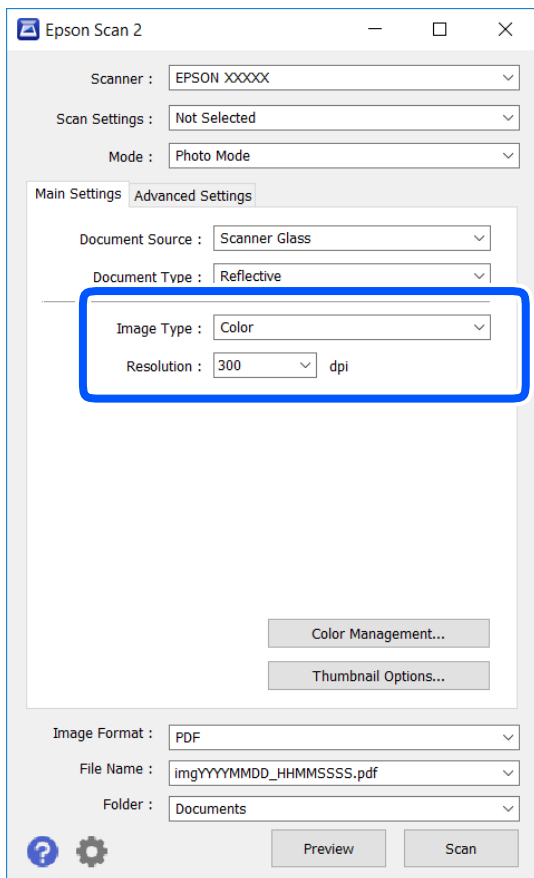 Epson Scan 2
Scanner : EPSON XXXXX
Scan Settings : Not Selected
Mode : Photo Mode
Main Settings Advanced Settings
Document Source : Scanner Glass
Document Type : Reflective
Image Type : Color
Resolution : 300 dpi
Color Management...
Thumbnail Options...
Image Format : PDF
File Name : imgYYYYMMDD_HHMMSSSS.pdf
Folder : Documents
? Preview Scan